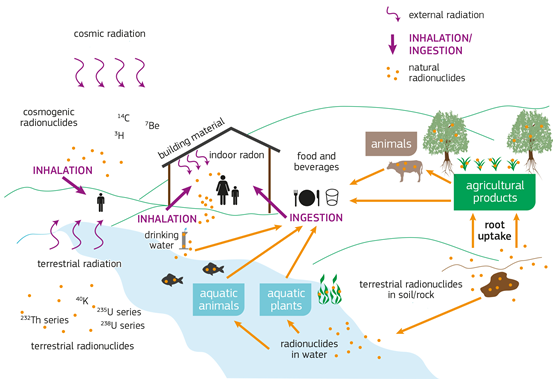 cosmic radiation
external radiation
INHALATION/
INGESTION
natural
radionuclides
cosmogenic
radionuclides
¹⁴C
³H
⁷Be
building material
indoor radon
food and
beverages
animals
agricultural
products
INHALATION
INHALATION
INGESTION
drinking
water
root
uptake
terrestrial radiation
terrestrial radionuclides
in soil/rock
aquatic
animals
aquatic
plants
⁴⁰K
²³²Th series
²³⁵U series
²³⁸U series
terrestrial radionuclides
radionuclides
in water